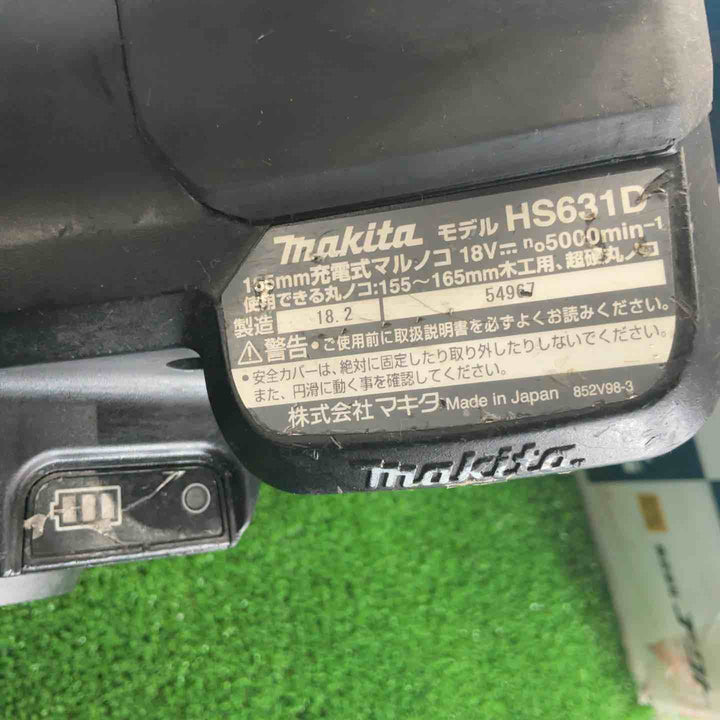 makita モデル HS631D
165mm充電式マルノコ 18V⎓ n₀5000min-1
使用できる丸ノコ:155～165mm木工用、超硬丸ノコ
製造 18.2 54967
⚠警告・ご使用前に取扱説明書を必ずよくお読みください。
・安全カバーは、絶対に固定したり取り外したりしないでください。
また、円滑に動く事を確認してください。
株式会社マキタ Made in Japan 852V98-3
makita